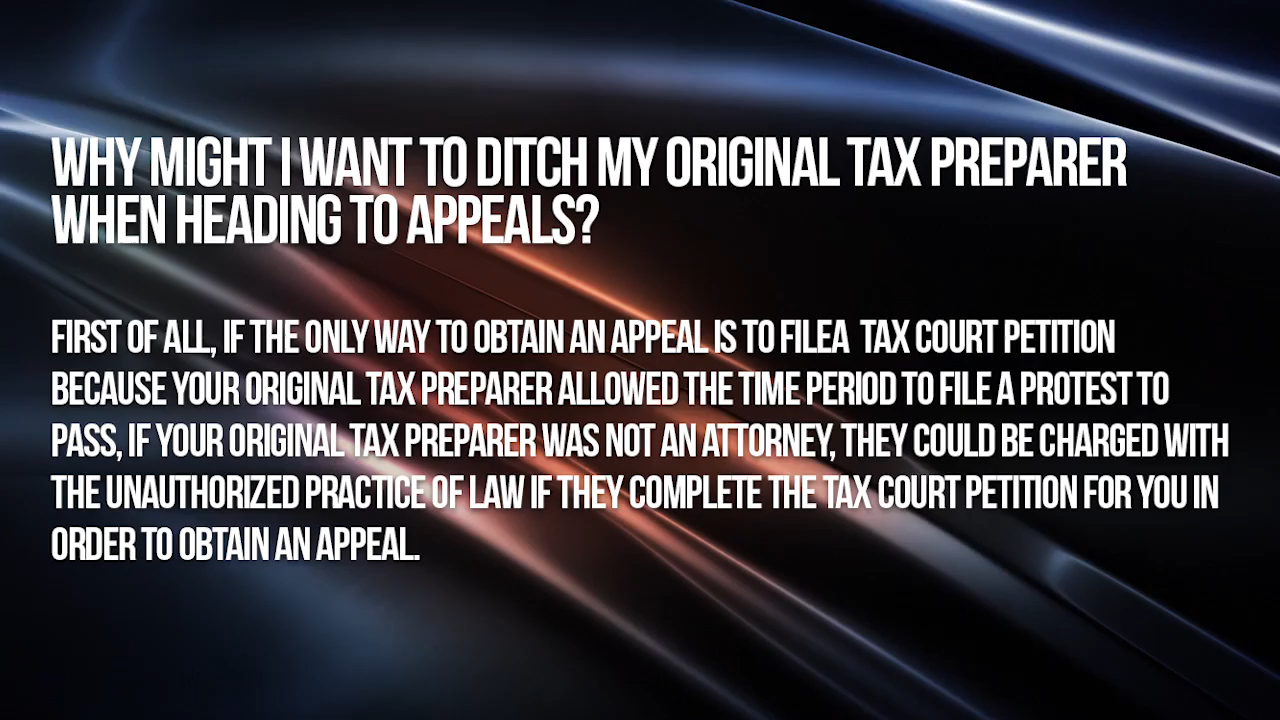 WHY MIGHT I WANT TO DITCH MY ORIGINAL TAX PREPARER
WHEN HEADING TO APPEALS?
FIRST OF ALL, IF THE ONLY WAY TO OBTAIN AN APPEAL IS TO FILEA TAX COURT PETITION
BECAUSE YOUR ORIGINAL TAX PREPARER ALLOWED THE TIME PERIOD TO FILE A PROTEST TO
PASS, IF YOUR ORIGINAL TAX PREPARER WAS NOT AN ATTORNEY, THEY COULD BE CHARGED WITH
THE UNAUTHORIZED PRACTICE OF LAW IF THEY COMPLETE THE TAX COURT PETITION FOR YOU IN
ORDER TO OBTAIN AN APPEAL.